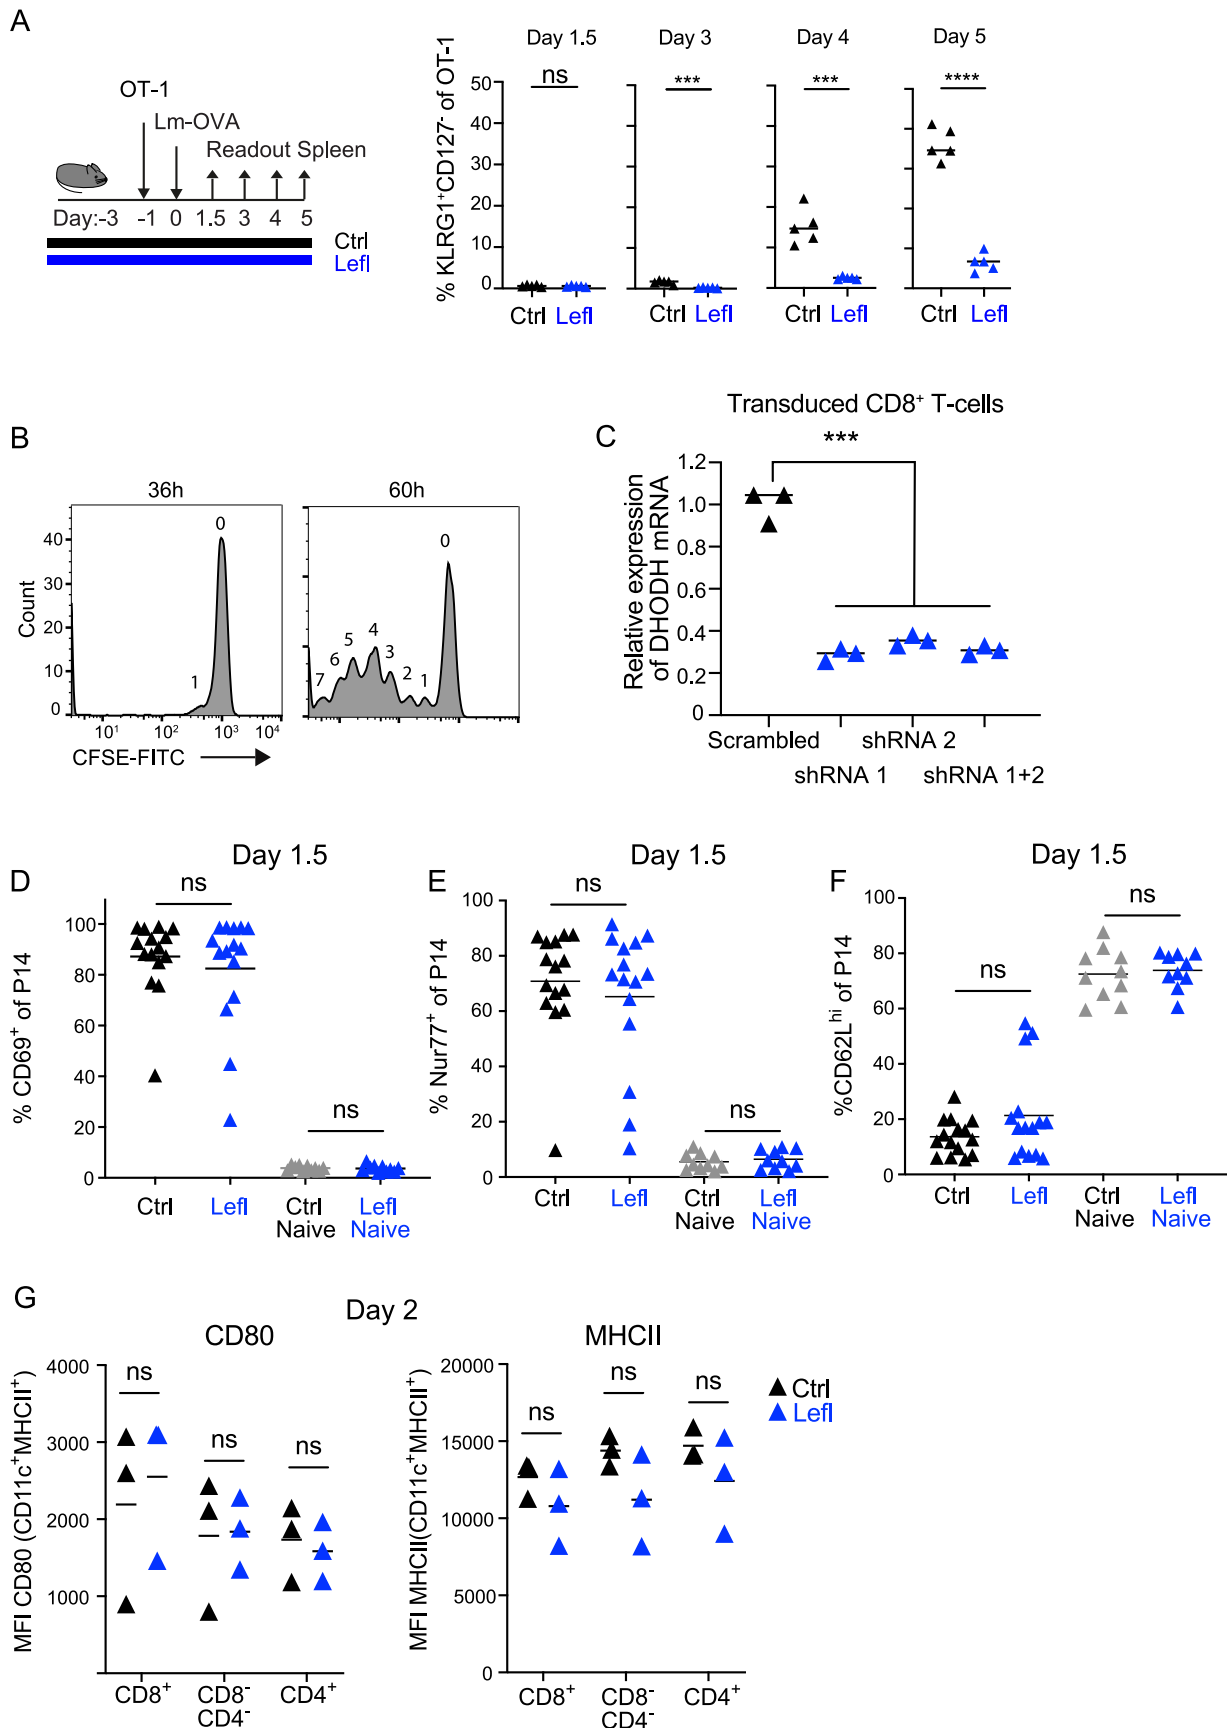 A
OT-1
Lm-OVA
Readout Spleen
Day:-3 -1 0 1.5 3 4 5
Ctrl
Lefl
% KLRG1⁺CD127⁻ of OT-1
Day 1.5 Day 3 Day 4 Day 5
ns *** *** ****
50
40
30
20
10
0
Ctrl Lefl Ctrl Lefl Ctrl Lefl Ctrl Lefl
B
36h 60h
Count
40
30
20
10
0
0
1
10¹ 10² 10³ 10⁴
CFSE-FITC
7 6 5 4 3 2 1 0
C
Transduced CD8⁺ T-cells
***
Relative expression
of DHODH mRNA
1.2
1.0
0.8
0.6
0.4
0.2
0
Scrambled shRNA 2
shRNA 1 shRNA 1+2
D
Day 1.5
ns
ns
% CD69⁺ of P14
100
80
60
40
20
0
Ctrl Lefl Ctrl Lefl
Naive Naive
E
Day 1.5
ns
ns
% Nur77⁺ of P14
100
80
60
40
20
0
Ctrl Lefl Ctrl Lefl
Naive Naive
F
Day 1.5
ns
ns
%CD62Lʰⁱ of P14
100
80
60
40
20
0
Ctrl Lefl Ctrl Lefl
Naive Naive
G
Day 2
CD80
MFI CD80 (CD11c⁺MHCII⁺)
4000
3000
2000
1000
ns ns ns
CD8⁺ CD8⁻ CD4⁺
CD4⁻
MHCII
MFI MHCII(CD11c⁺MHCII⁺)
20000
15000
10000
5000
0
ns ns ns
CD8⁺ CD8⁻ CD4⁺
CD4⁻
Ctrl
Lefl